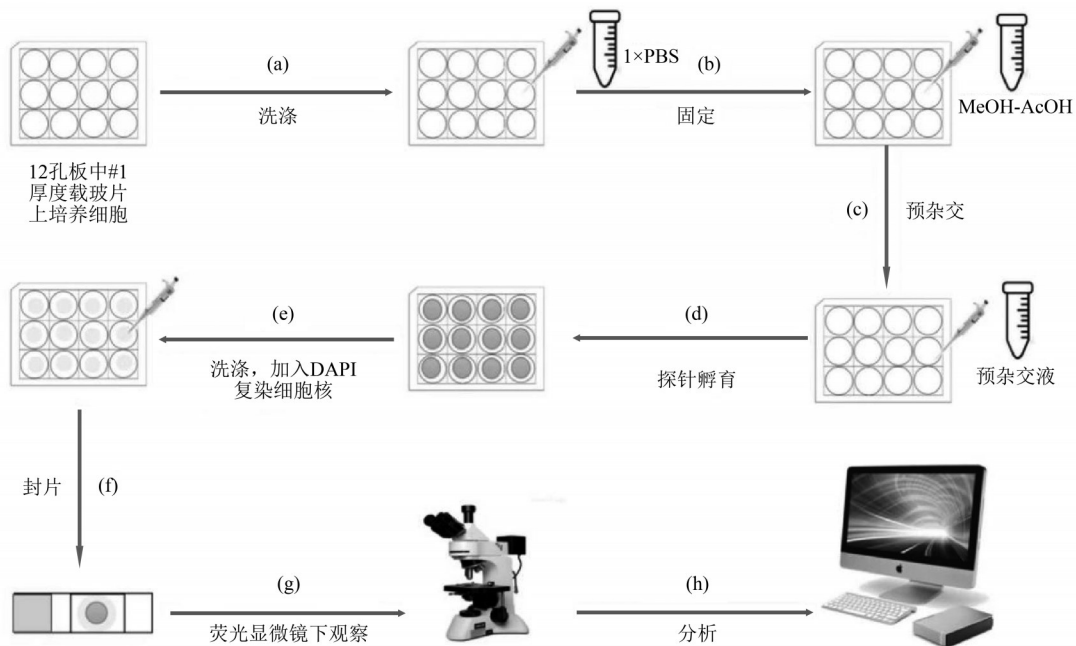 (a)
洗涤
1×PBS
(b)
固定
MeOH-AcOH
12孔板中#1
厚度载玻片
上培养细胞
(c)
预杂交
(e)
洗涤，加入DAPI
复染细胞核
(d)
探针孵育
预杂交液
封片
(f)
(g)
荧光显微镜下观察
(h)
分析